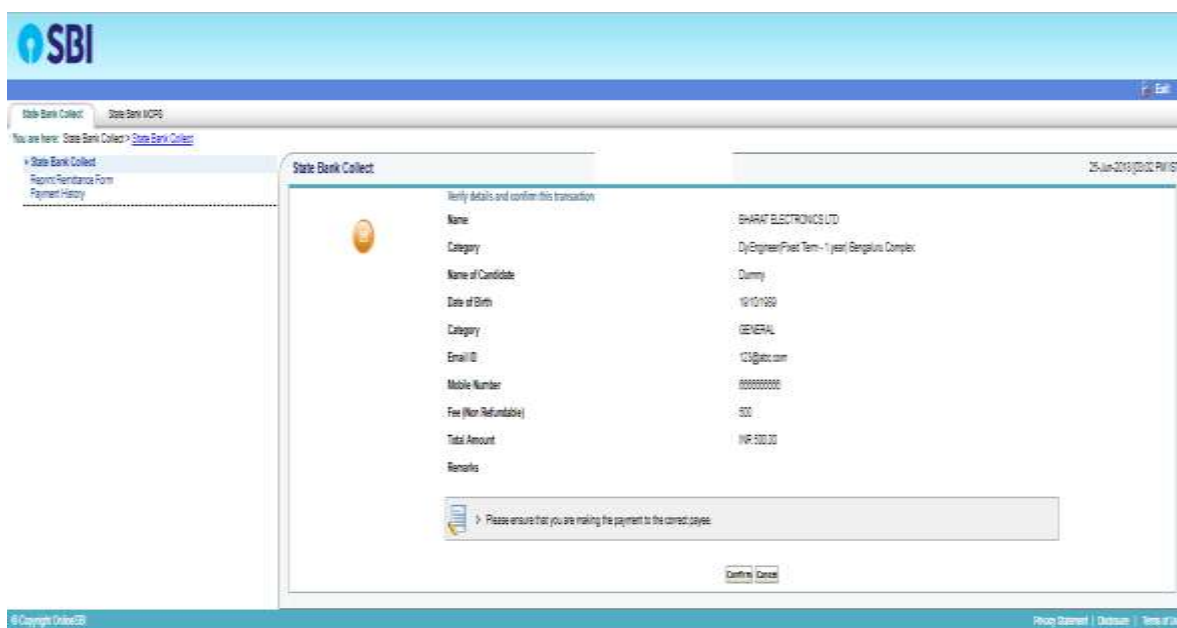 SBI
Exit
State Bank Collect State Bank MOPS
You are here: State Bank Collect > State Bank Collect
State Bank Collect
Reprint Remittance Form
Payment History
State Bank Collect
Verify details and confirm this transaction
Name BHARAT ELECTRONICS LTD
Category Dy.Engineer(Fixed Term - 1 year) Bengaluru Complex
Name of Candidate Dummy
Date of Birth
Category GENERAL
Email ID 123@abc.com
Mobile Number
Fee (Non Refundable) 500
Total Amount INR 500.00
Remarks
> Please ensure that you are making the payment to the correct payee.
Confirm Cancel
© Copyright OnlineSBI
Privacy Statement | Disclosure | Terms of